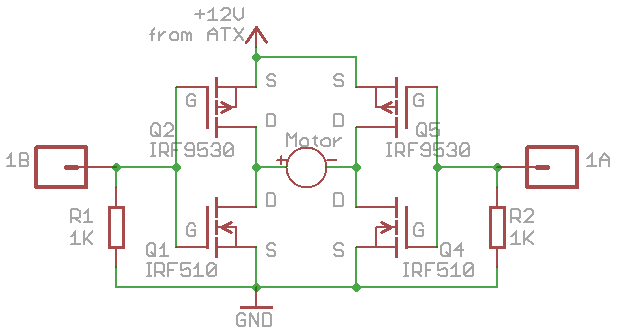 +12V
from ATX
S S
G G
D D
Q2 Q5
IRF9530 IRF9530
Motor
+ -
1B 1A
R1 R2
1K 1K
D D
G G
Q1 S S Q4
IRF510 IRF510
GND